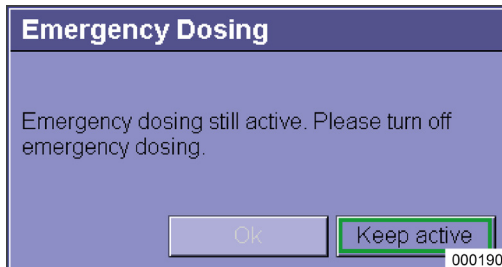 Emergency Dosing
Emergency dosing still active. Please turn off
emergency dosing.
Ok
Keep active
000190